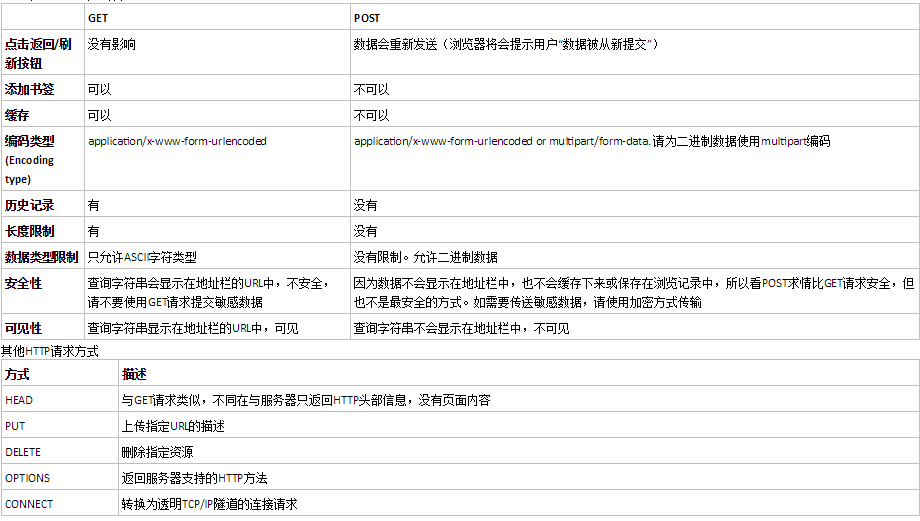 GET POST
点击返回/刷 没有影响 数据会重新发送（浏览器将会提示用户“数据被从新提交”）
新按钮
添加书签 可以 不可以
缓存 可以 不可以
编码类型 application/x-www-form-urlencoded application/x-www-form-urlencoded or multipart/form-data.请为二进制数据使用multipart编码
(Encoding
type)
历史记录 有 没有
长度限制 有 没有
数据类型限制 只允许ASCII字符类型 没有限制。允许二进制数据
安全性 查询字符串会显示在地址栏的URL中，不安全， 因为数据不会显示在地址栏中，也不会缓存下来或保存在浏览记录中，所以看POST求情比GET请求安全，但
请不要使用GET请求提交敏感数据 也不是最安全的方式。如需要传送敏感数据，请使用加密方式传输
可见性 查询字符串显示在地址栏的URL中，可见 查询字符串不会显示在地址栏中，不可见
其他HTTP请求方式
方式 描述
HEAD 与GET请求类似，不同在与服务器只返回HTTP头部信息，没有页面内容
PUT 上传指定URL的描述
DELETE 删除指定资源
OPTIONS 返回服务器支持的HTTP方法
CONNECT 转换为透明TCP/IP隧道的连接请求